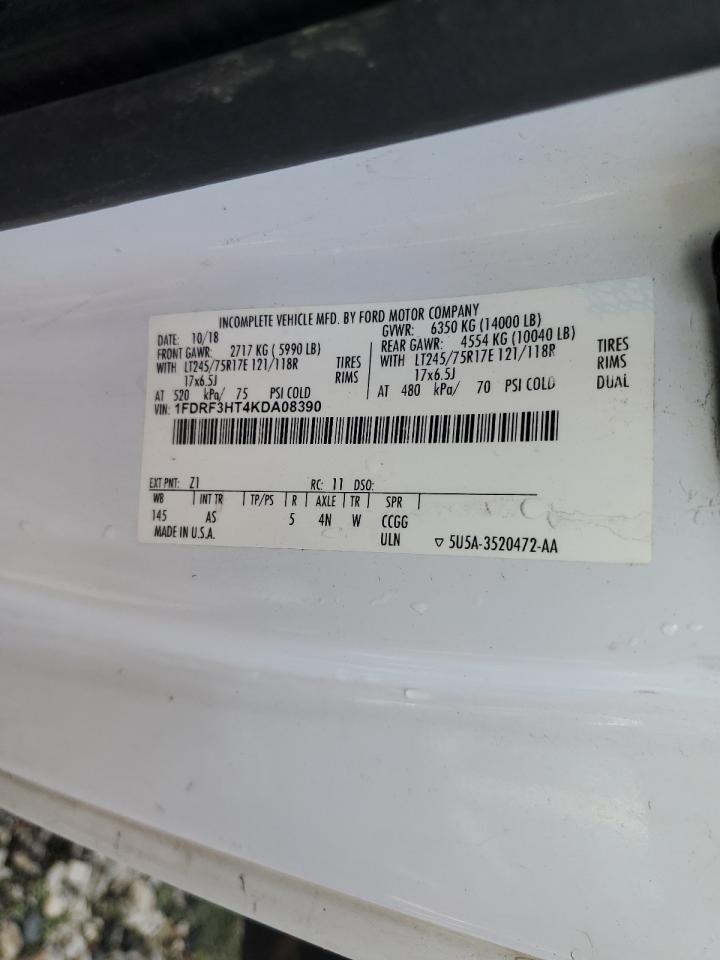 INCOMPLETE VEHICLE MFD. BY FORD MOTOR COMPANY
DATE: 10/18 GVWR: 6350 KG (14000 LB)
FRONT GAWR: 2717 KG ( 5990 LB) REAR GAWR: 4554 KG (10040 LB)
WITH LT245/75R17E 121/118R TIRES WITH LT245/75R17E 121/118R TIRES
17x6.5J RIMS 17x6.5J RIMS
AT 520 kPa/ 75 PSI COLD AT 480 kPa/ 70 PSI COLD DUAL
VIN: 1FDRF3HT4KDA08390
EXT PNT: Z1 RC: 11 DSO:
WB INT TR TP/PS R AXLE TR SPR
145 AS 5 4N W CCGG
MADE IN U.S.A. ULN ▽ 5U5A-3520472-AA